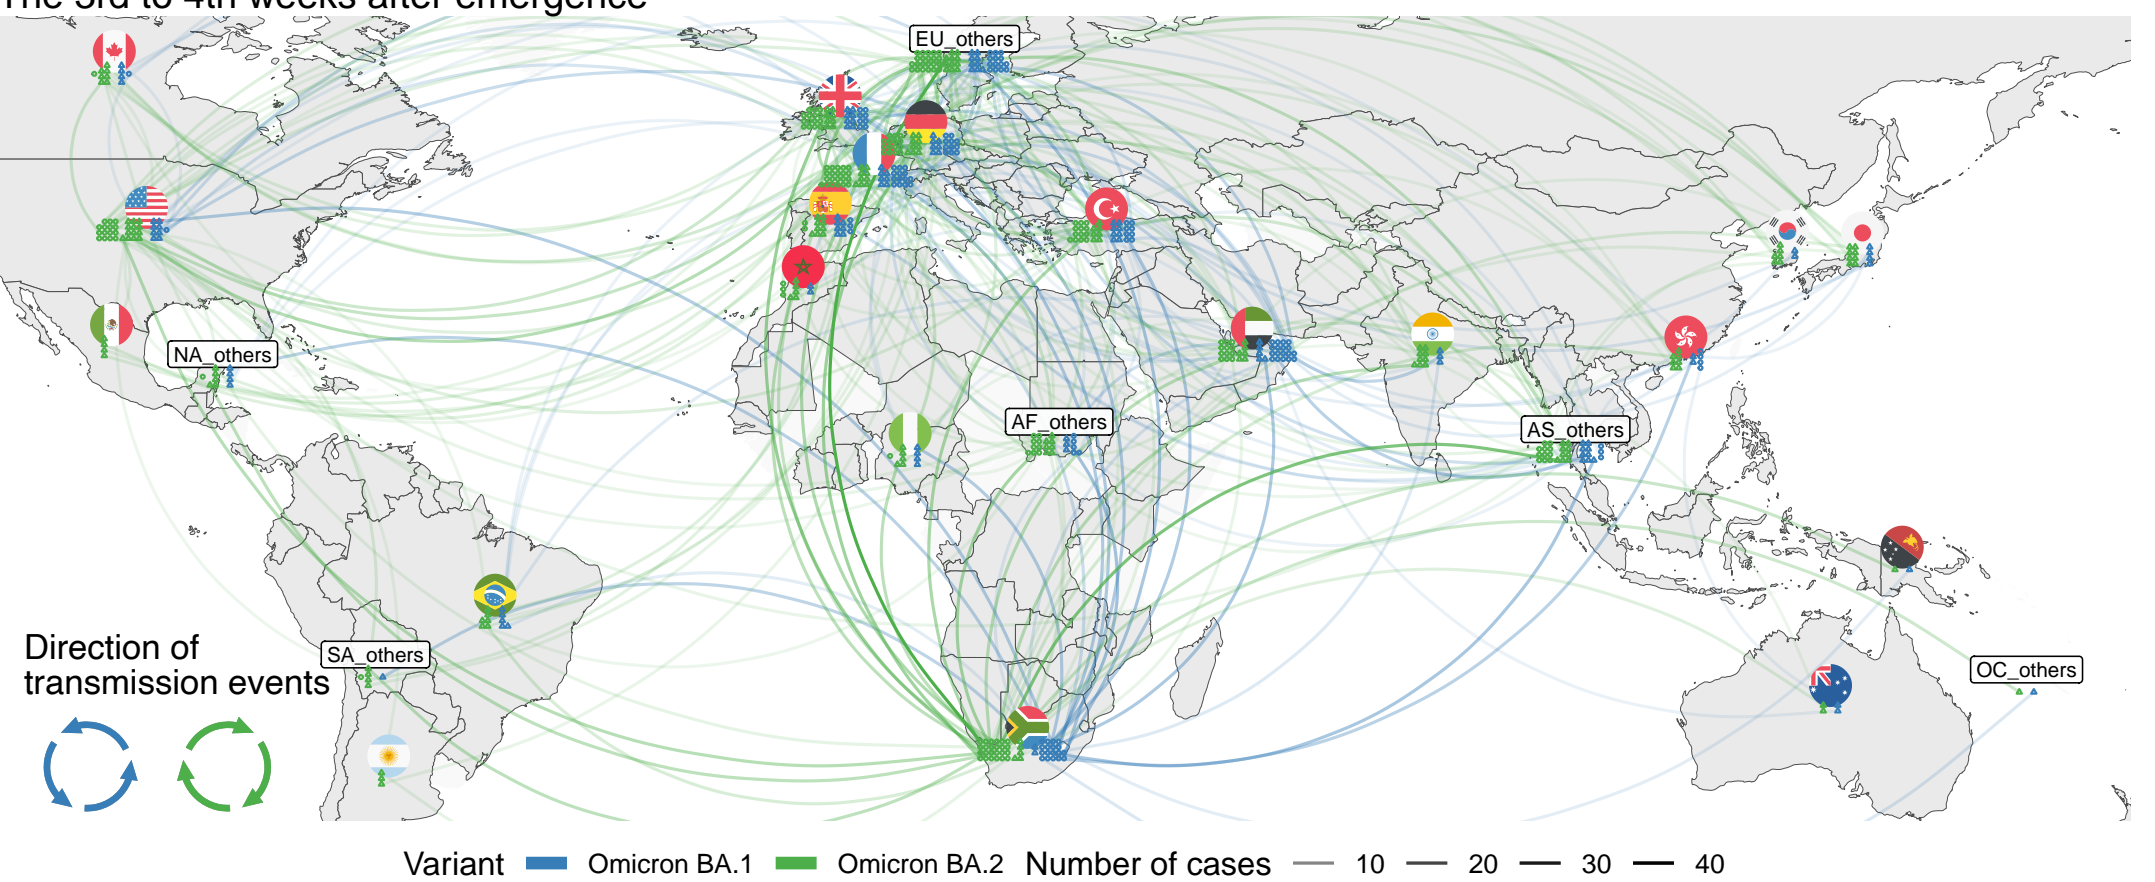 The 3rd to 4th weeks after emergence
EU_others
NA_others
AF_others
AS_others
SA_others
OC_others
Direction of
transmission events
Variant Omicron BA.1 Omicron BA.2 Number of cases 10 20 30 40